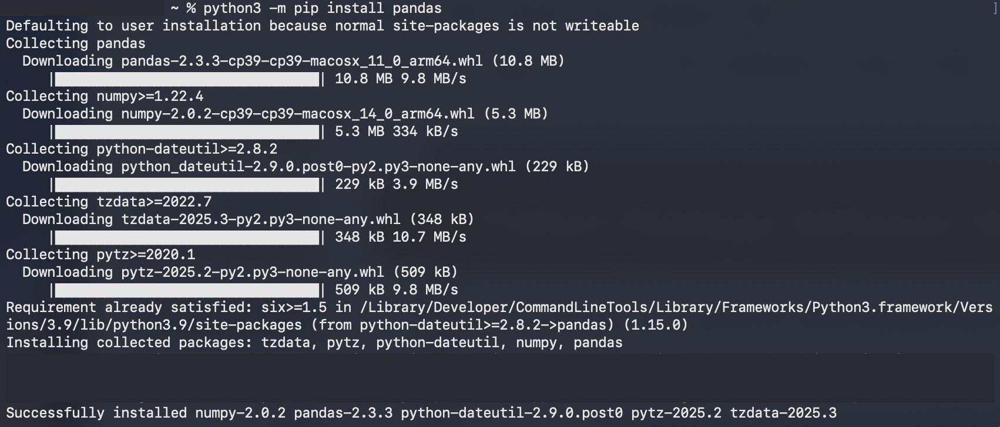 ~ % python3 -m pip install pandas ]
Defaulting to user installation because normal site-packages is not writeable
Collecting pandas
Downloading pandas-2.3.3-cp39-cp39-macosx_11_0_arm64.whl (10.8 MB)
|████████████████████████████████| 10.8 MB 9.8 MB/s
Collecting numpy>=1.22.4
Downloading numpy-2.0.2-cp39-cp39-macosx_14_0_arm64.whl (5.3 MB)
|████████████████████████████████| 5.3 MB 334 kB/s
Collecting python-dateutil>=2.8.2
Downloading python_dateutil-2.9.0.post0-py2.py3-none-any.whl (229 kB)
|████████████████████████████████| 229 kB 3.9 MB/s
Collecting tzdata>=2022.7
Downloading tzdata-2025.3-py2.py3-none-any.whl (348 kB)
|████████████████████████████████| 348 kB 10.7 MB/s
Collecting pytz>=2020.1
Downloading pytz-2025.2-py2.py3-none-any.whl (509 kB)
|████████████████████████████████| 509 kB 9.8 MB/s
Requirement already satisfied: six>=1.5 in /Library/Developer/CommandLineTools/Library/Frameworks/Python3.framework/Vers
ions/3.9/lib/python3.9/site-packages (from python-dateutil>=2.8.2->pandas) (1.15.0)
Installing collected packages: tzdata, pytz, python-dateutil, numpy, pandas
Successfully installed numpy-2.0.2 pandas-2.3.3 python-dateutil-2.9.0.post0 pytz-2025.2 tzdata-2025.3